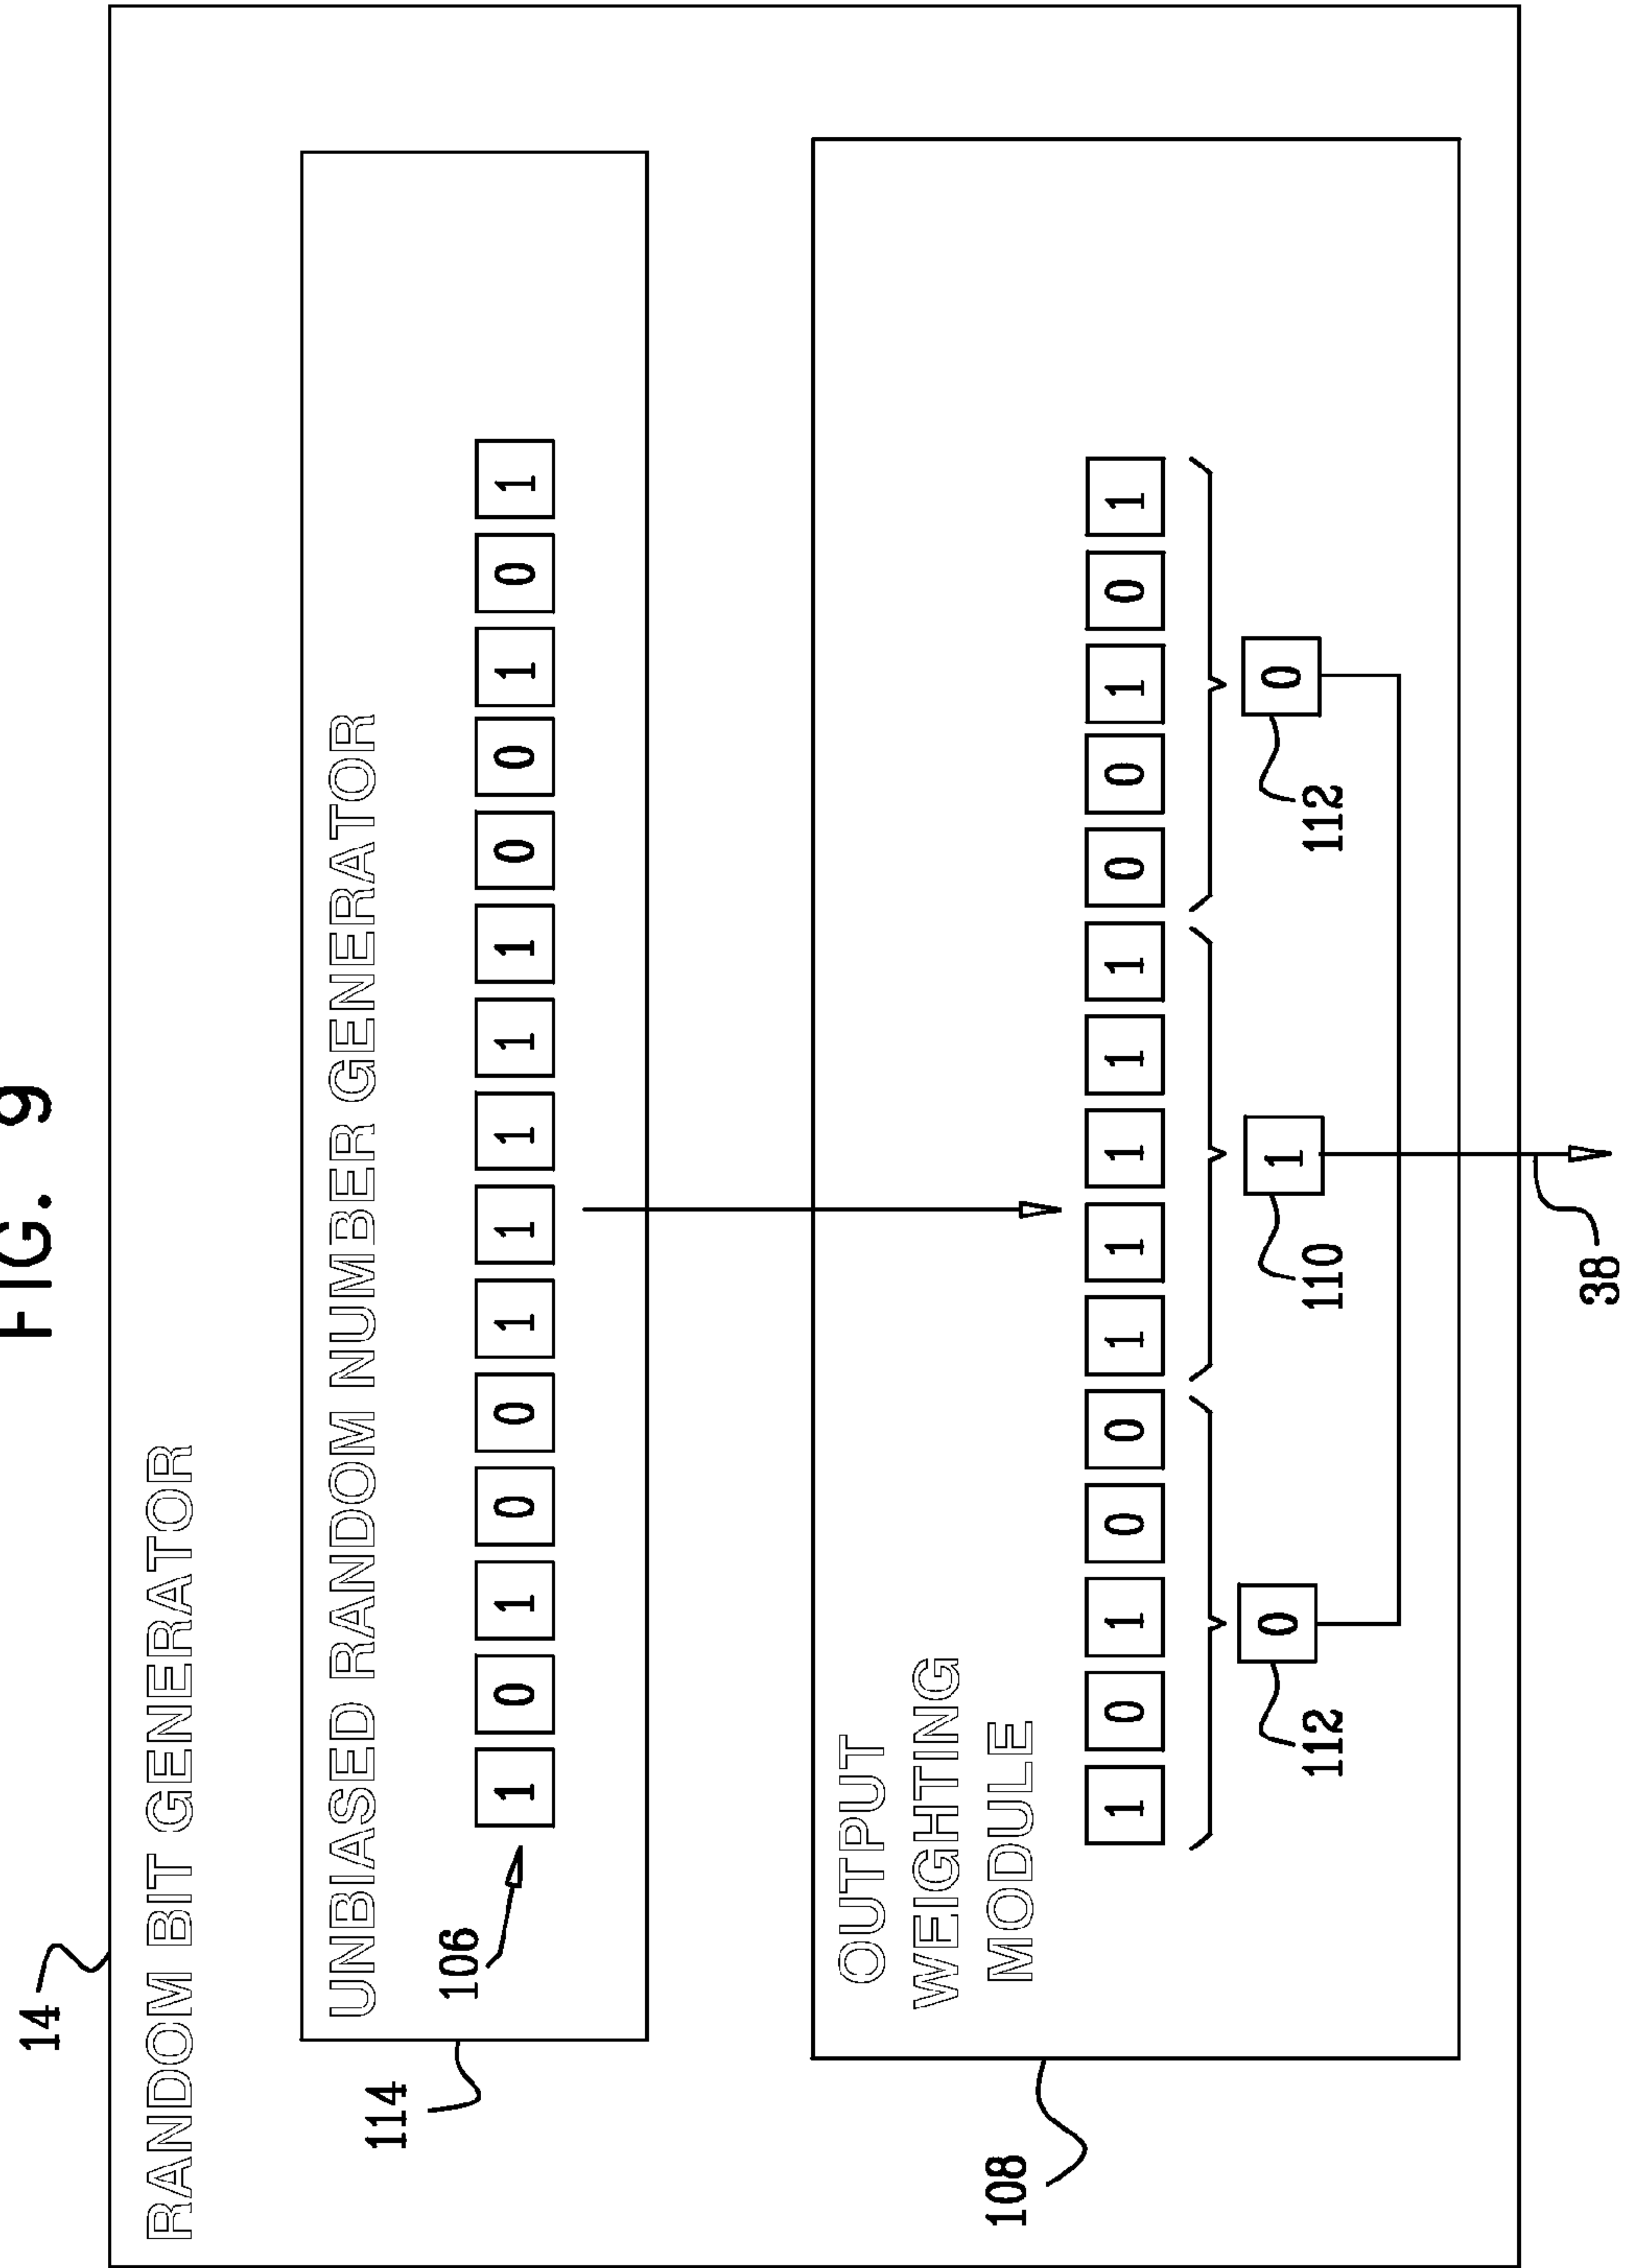 FIG. 9
14
RANDOM BIT GENERATOR
UNBIASED RANDOM NUMBER GENERATOR
114
106
1 0 1 0 0 1 1 1 1 1 0 0 1 0 1
OUTPUT
WEIGHTING
MODULE
108
1 0 1 0 0 1 1 1 1 1 0 0 1 0 1
0 1 0
112 110 112
38